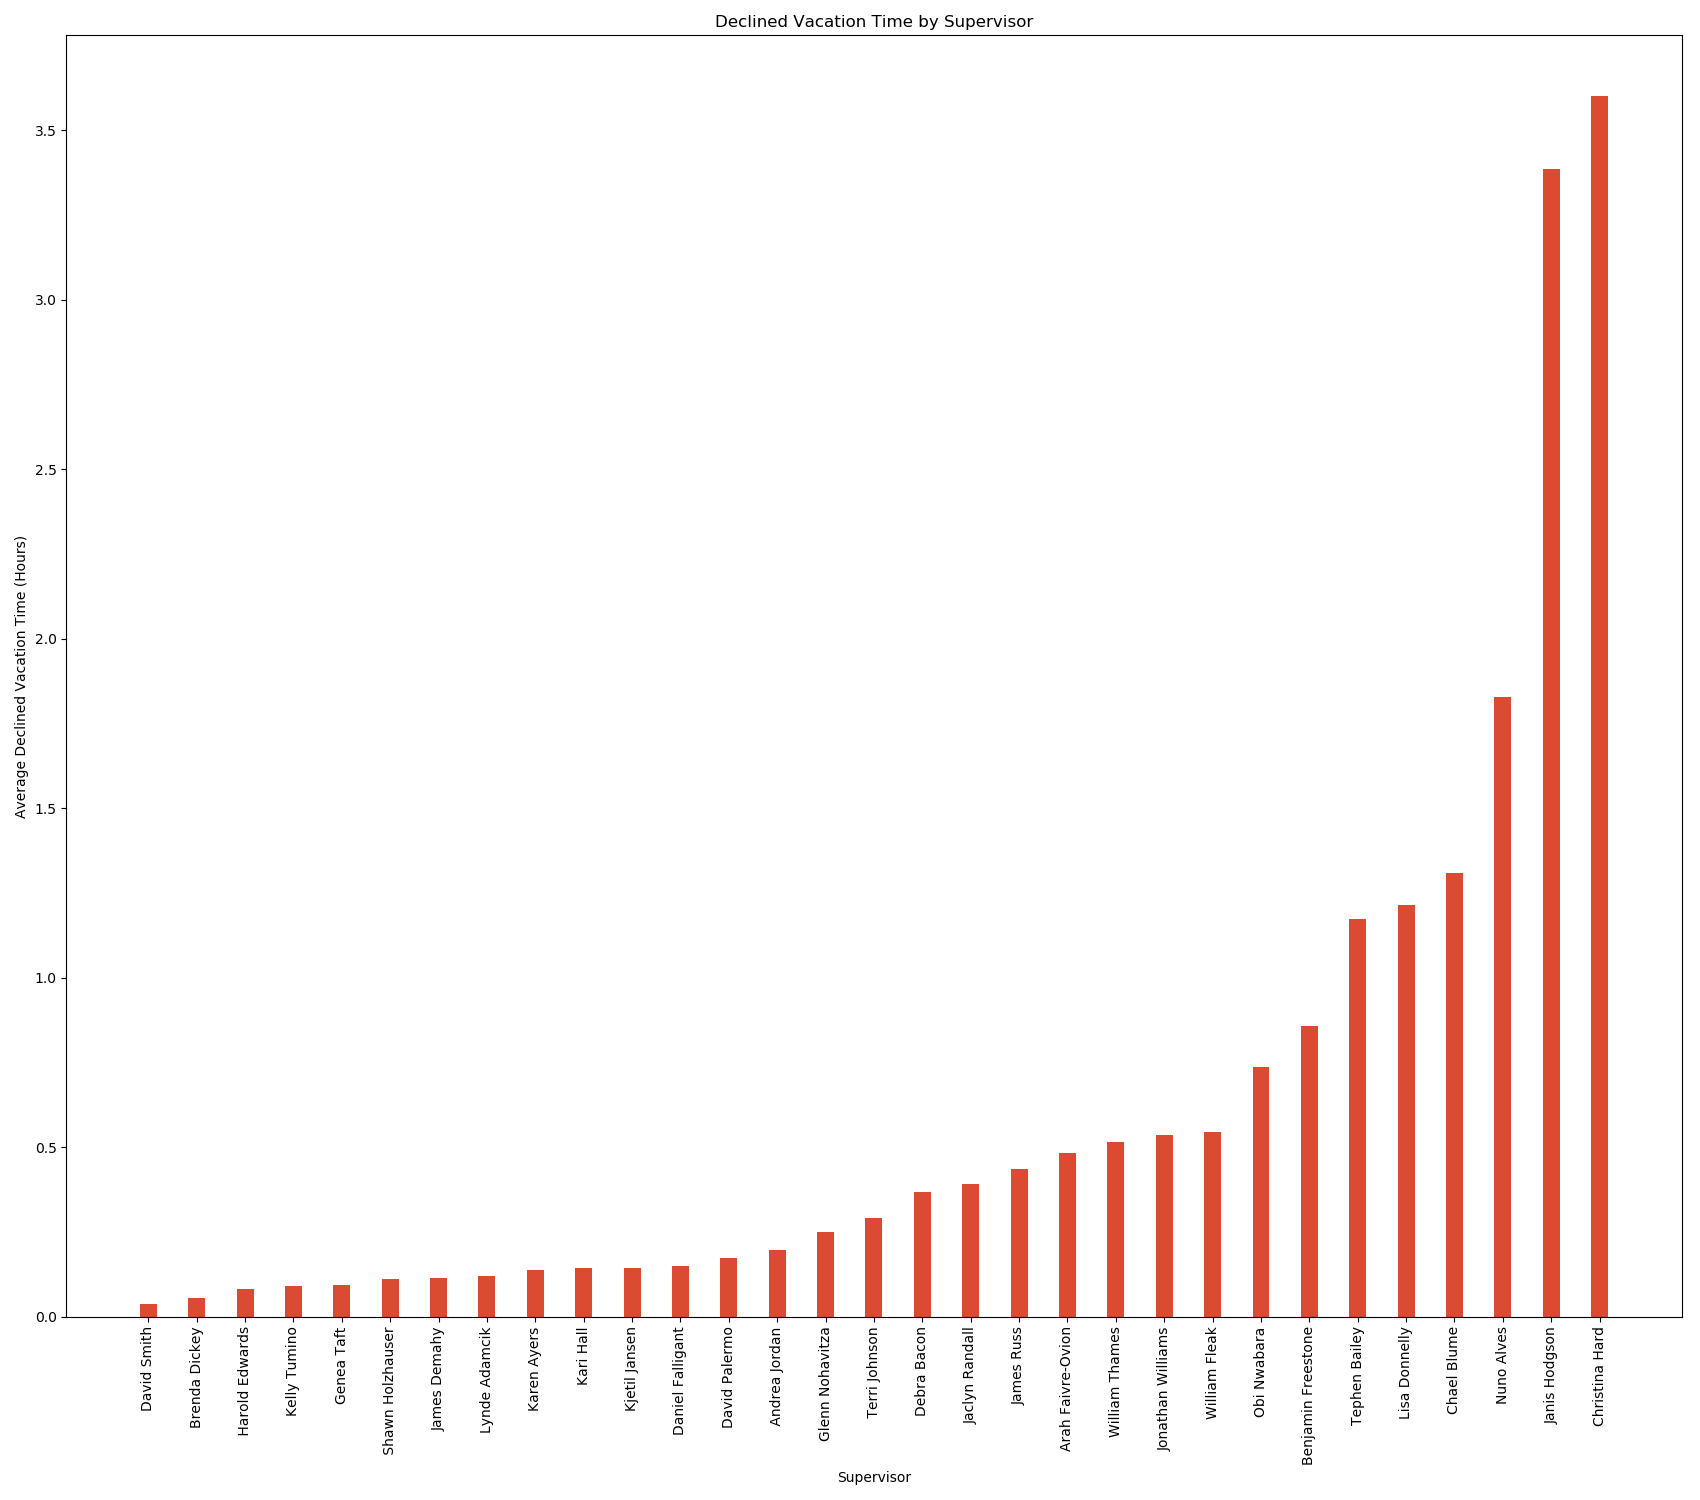 Declined Vacation Time by Supervisor
3.5
3.0
2.5
2.0
1.5
1.0
0.5
0.0
Average Declined Vacation Time (Hours)
David Smith
Brenda Dickey
Harold Edwards
Kelly Tumino
Genea Taft
Shawn Holzhauser
James Demahy
Lynde Adamcik
Karen Ayers
Kari Hall
Kjetil Jansen
Daniel Falligant
David Palermo
Andrea Jordan
Glenn Nohavitza
Terri Johnson
Debra Bacon
Jaclyn Randall
James Russ
Arah Faivre-Ovion
William Thames
Jonathan Williams
William Fleak
Obi Nwabara
Benjamin Freestone
Tephen Bailey
Lisa Donnelly
Chael Blume
Nuno Alves
Janis Hodgson
Christina Hard
Supervisor